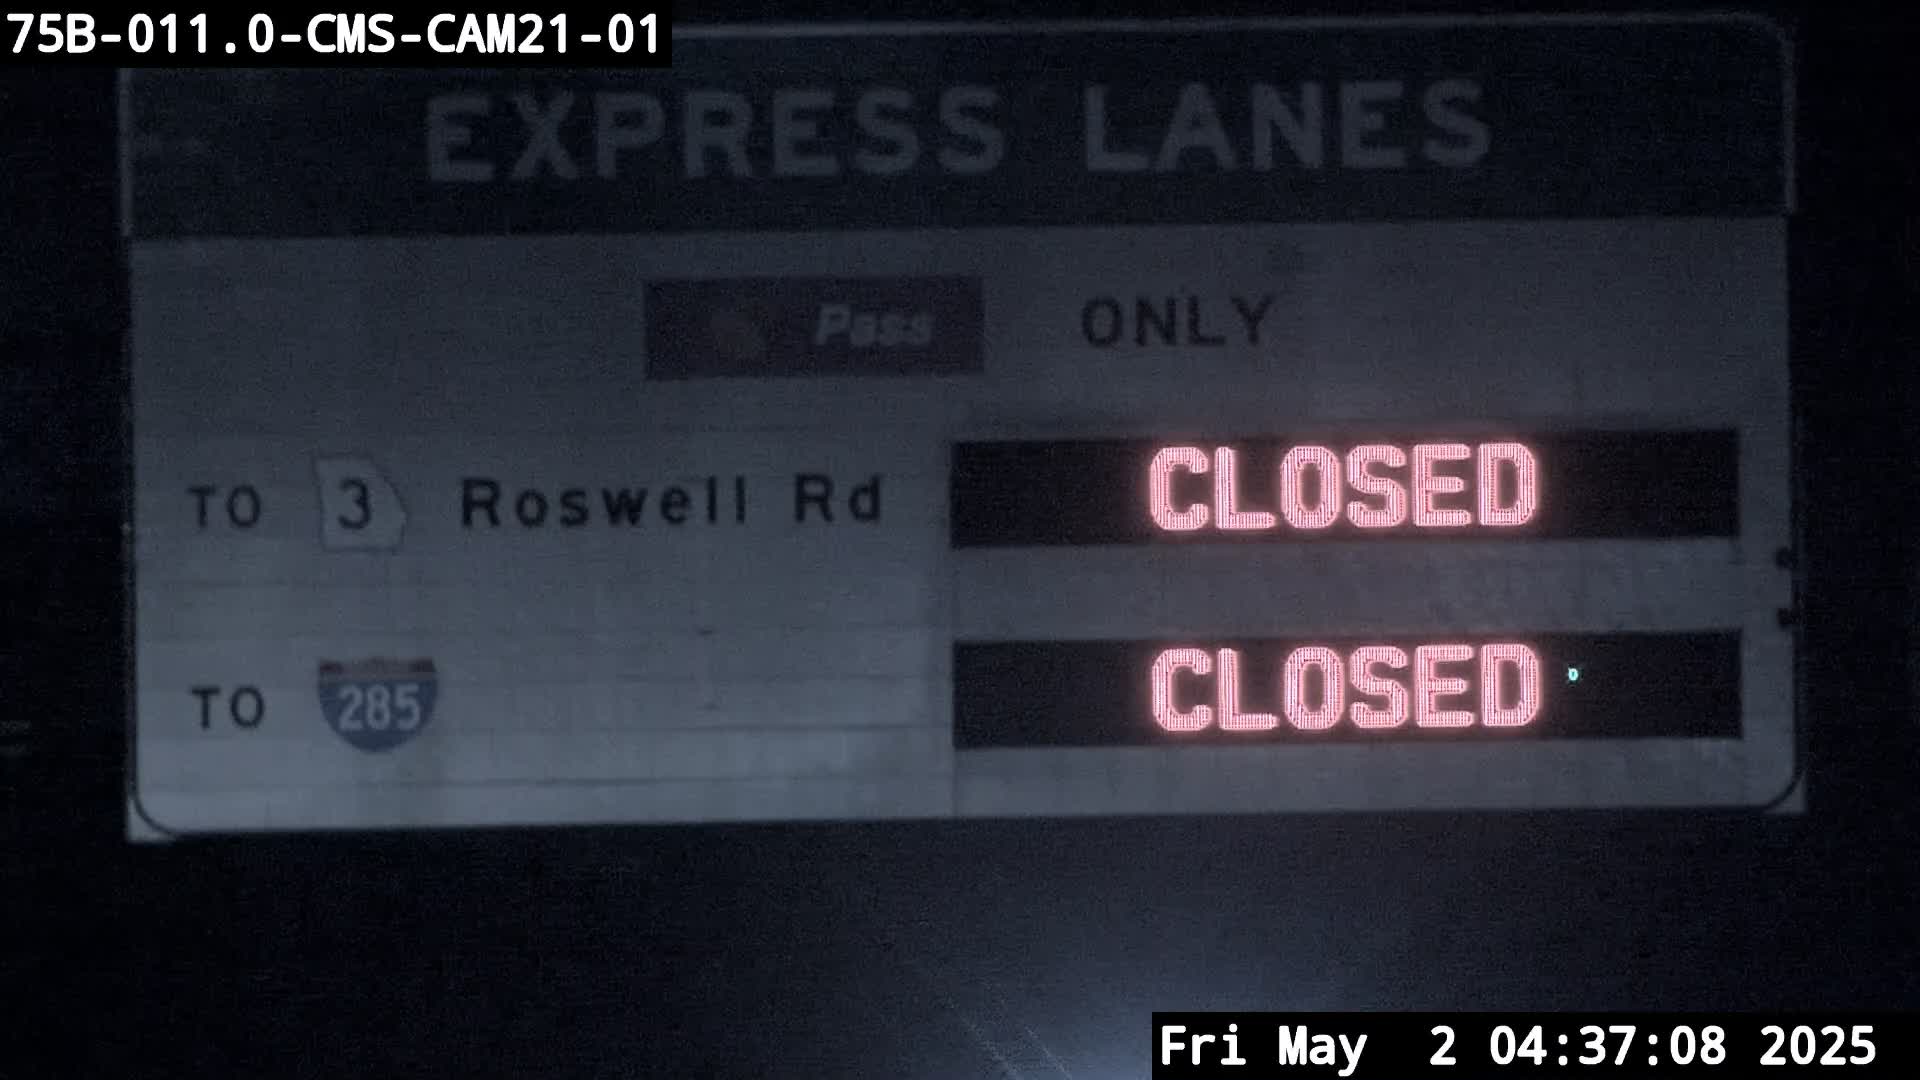 75B-011.0-CMS-CAM21-01
EXPRESS LANES
Pass ONLY
TO 3 Roswell Rd CLOSED
TO 285 CLOSED
Fri May 2 04:37:08 2025